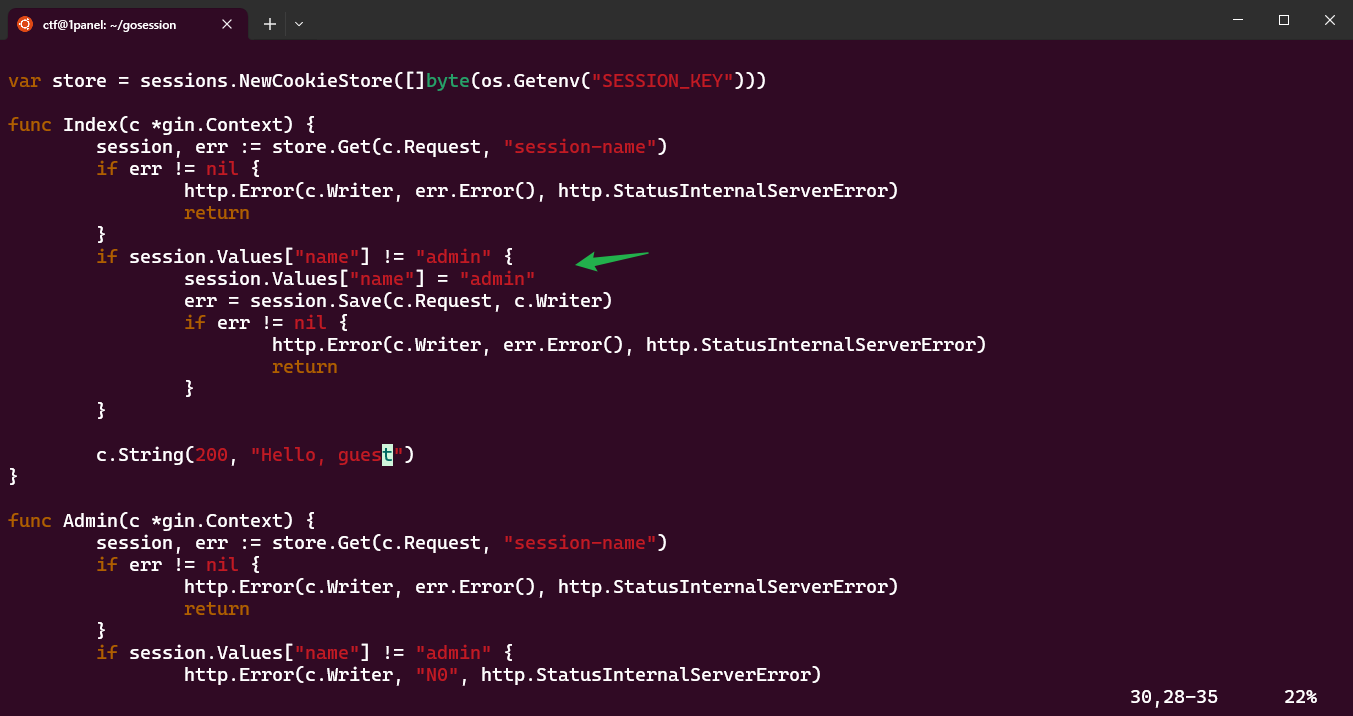 ctf@1panel: ~/gosession
var store = sessions.NewCookieStore([]byte(os.Getenv("SESSION_KEY")))
func Index(c *gin.Context) {
        session, err := store.Get(c.Request, "session-name")
        if err != nil {
                http.Error(c.Writer, err.Error(), http.StatusInternalServerError)
                return
        }
        if session.Values["name"] != "admin" {
                session.Values["name"] = "admin"
                err = session.Save(c.Request, c.Writer)
                if err != nil {
                        http.Error(c.Writer, err.Error(), http.StatusInternalServerError)
                        return
                }
        }
        c.String(200, "Hello, guest")
}
func Admin(c *gin.Context) {
        session, err := store.Get(c.Request, "session-name")
        if err != nil {
                http.Error(c.Writer, err.Error(), http.StatusInternalServerError)
                return
        }
        if session.Values["name"] != "admin" {
                http.Error(c.Writer, "N0", http.StatusInternalServerError)
30,28-35 22%